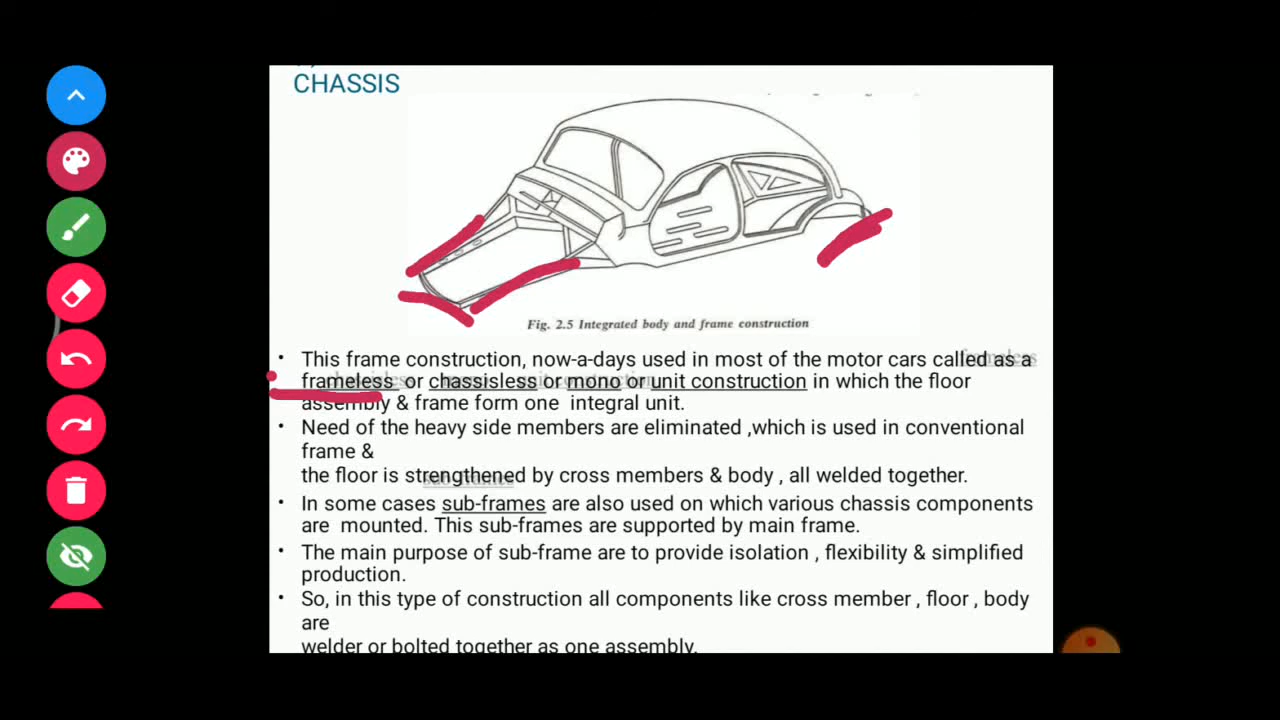 CHASSIS
Fig. 2.5 Integrated body and frame construction
• This frame construction, now-a-days used in most of the motor cars called as a
frameless or chassisless or mono or unit construction in which the floor
assembly & frame form one integral unit.
• Need of the heavy side members are eliminated ,which is used in conventional
frame &
the floor is strengthened by cross members & body , all welded together.
• In some cases sub-frames are also used on which various chassis components
are mounted. This sub-frames are supported by main frame.
• The main purpose of sub-frame are to provide isolation , flexibility & simplified
production.
• So, in this type of construction all components like cross member , floor , body
are
welder or bolted together as one assembly.